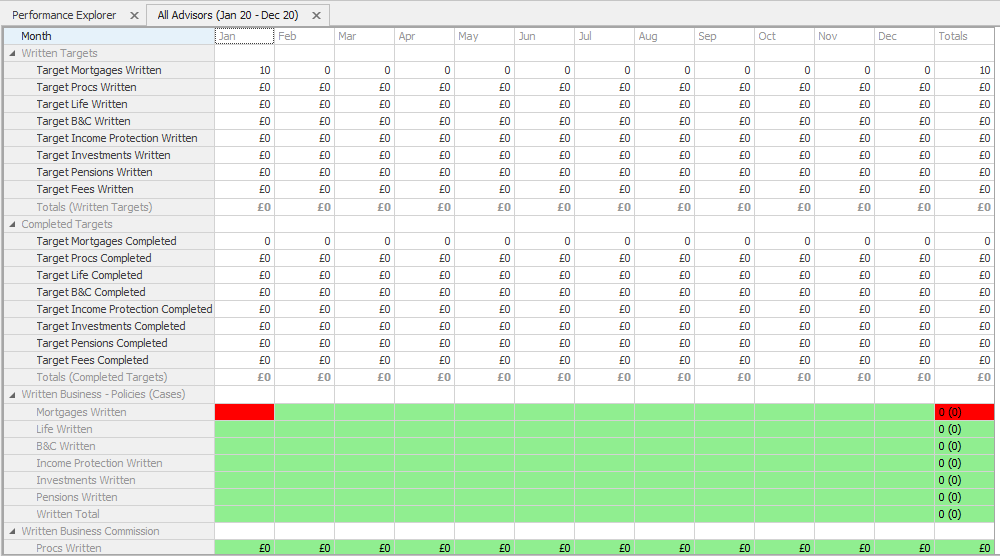 Performance Explorer All Advisors (Jan 20 - Dec 20)
Month Jan Feb Mar Apr May Jun Jul Aug Sep Oct Nov Dec Totals
Written Targets
Target Mortgages Written 10 0 0 0 0 0 0 0 0 0 0 0 10
Target Procs Written £0 £0 £0 £0 £0 £0 £0 £0 £0 £0 £0 £0 £0
Target Life Written £0 £0 £0 £0 £0 £0 £0 £0 £0 £0 £0 £0 £0
Target B&C Written £0 £0 £0 £0 £0 £0 £0 £0 £0 £0 £0 £0 £0
Target Income Protection Written £0 £0 £0 £0 £0 £0 £0 £0 £0 £0 £0 £0 £0
Target Investments Written £0 £0 £0 £0 £0 £0 £0 £0 £0 £0 £0 £0 £0
Target Pensions Written £0 £0 £0 £0 £0 £0 £0 £0 £0 £0 £0 £0 £0
Target Fees Written £0 £0 £0 £0 £0 £0 £0 £0 £0 £0 £0 £0 £0
Totals (Written Targets) £0 £0 £0 £0 £0 £0 £0 £0 £0 £0 £0 £0 £0
Completed Targets
Target Mortgages Completed 0 0 0 0 0 0 0 0 0 0 0 0 0
Target Procs Completed £0 £0 £0 £0 £0 £0 £0 £0 £0 £0 £0 £0 £0
Target Life Completed £0 £0 £0 £0 £0 £0 £0 £0 £0 £0 £0 £0 £0
Target B&C Completed £0 £0 £0 £0 £0 £0 £0 £0 £0 £0 £0 £0 £0
Target Income Protection Completed £0 £0 £0 £0 £0 £0 £0 £0 £0 £0 £0 £0 £0
Target Investments Completed £0 £0 £0 £0 £0 £0 £0 £0 £0 £0 £0 £0 £0
Target Pensions Completed £0 £0 £0 £0 £0 £0 £0 £0 £0 £0 £0 £0 £0
Target Fees Completed £0 £0 £0 £0 £0 £0 £0 £0 £0 £0 £0 £0 £0
Totals (Completed Targets) £0 £0 £0 £0 £0 £0 £0 £0 £0 £0 £0 £0 £0
Written Business - Policies (Cases)
Mortgages Written 0 (0)
Life Written 0 (0)
B&C Written 0 (0)
Income Protection Written 0 (0)
Investments Written 0 (0)
Pensions Written 0 (0)
Written Total 0 (0)
Written Business Commission
Procs Written £0 £0 £0 £0 £0 £0 £0 £0 £0 £0 £0 £0 £0